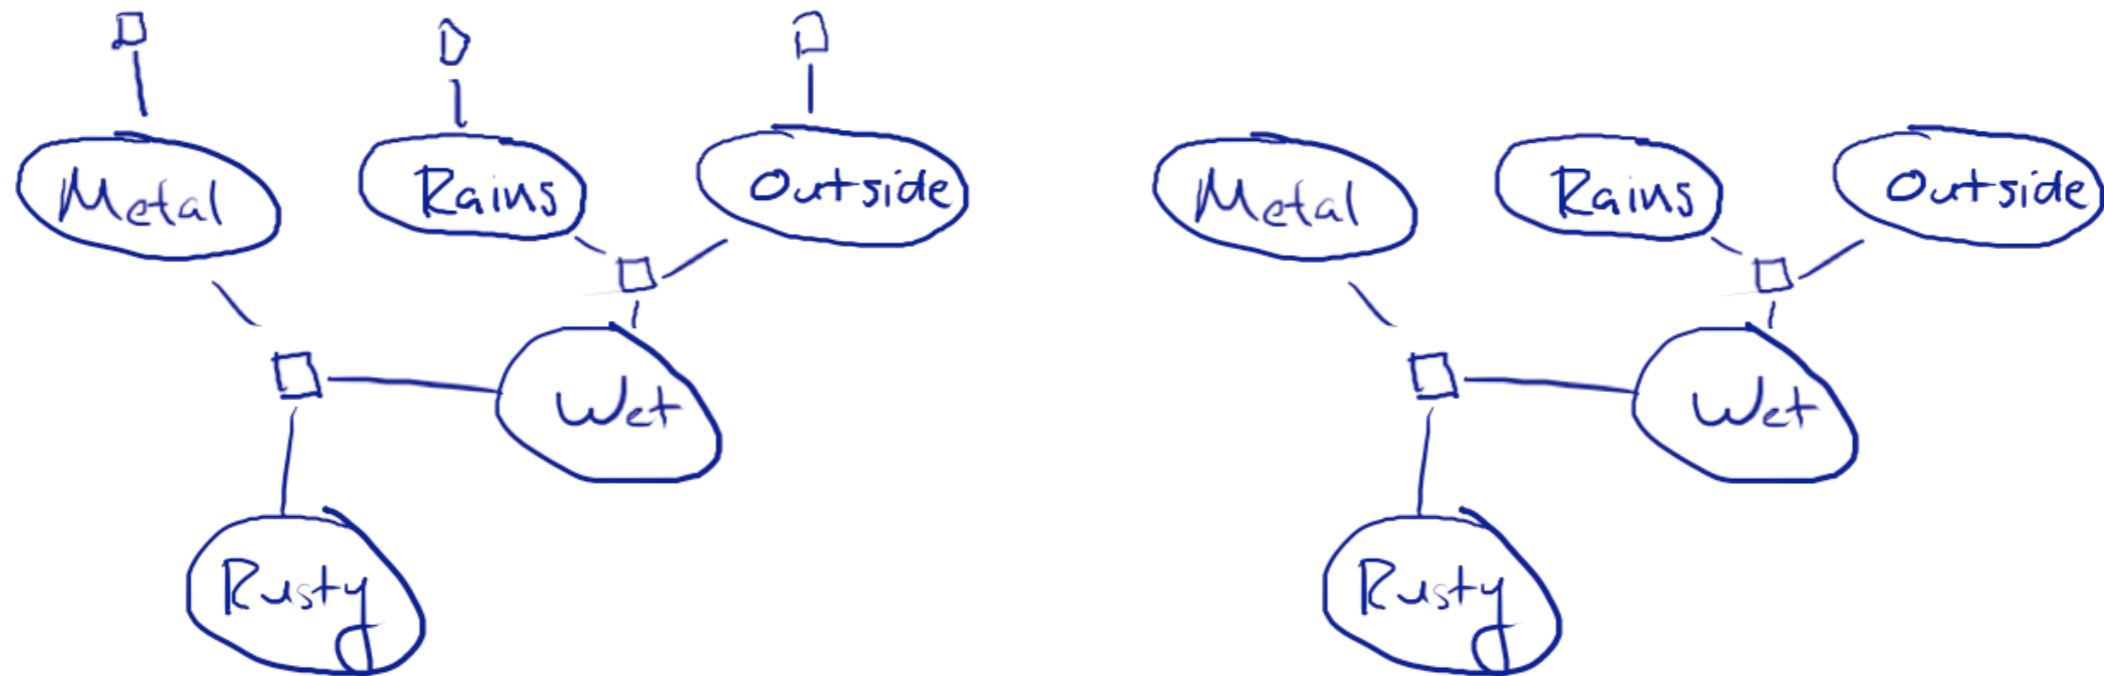 Metal Rains Outside Metal Rains Outside
Wet Wet
Rusty Rusty